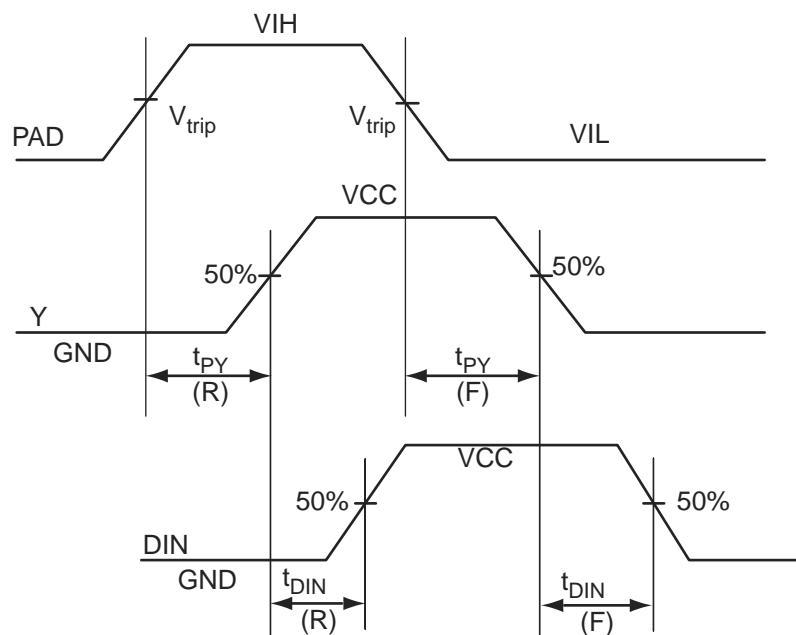 VIH
PAD
V_trip
V_trip
VIL
VCC
50%
50%
Y
GND
t_PY
(R)
t_PY
(F)
VCC
50%
50%
DIN
GND
t_DIN
(R)
t_DIN
(F)